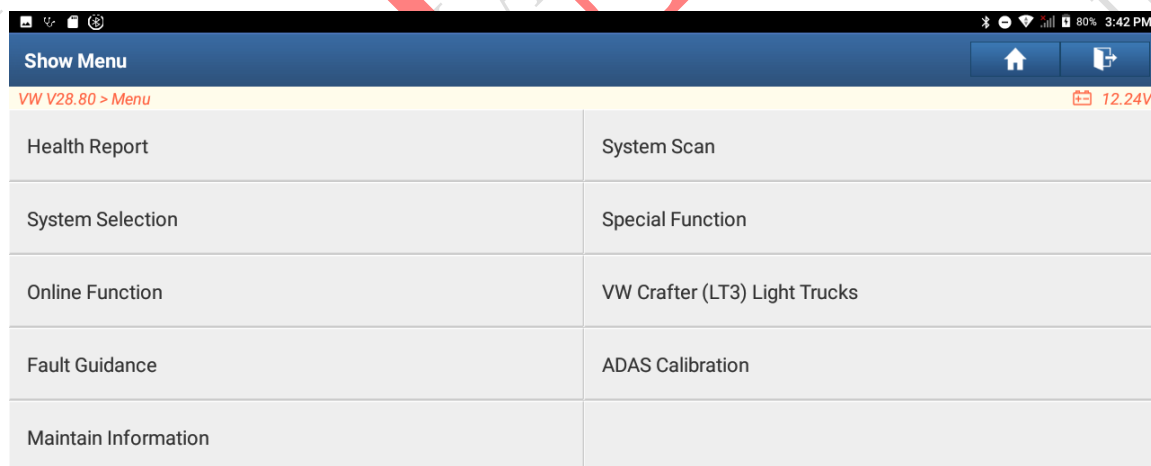 80% 3:42 PM
Show Menu
VW V28.80 > Menu 12.24V
Health Report System Scan
System Selection Special Function
Online Function VW Crafter (LT3) Light Trucks
Fault Guidance ADAS Calibration
Maintain Information